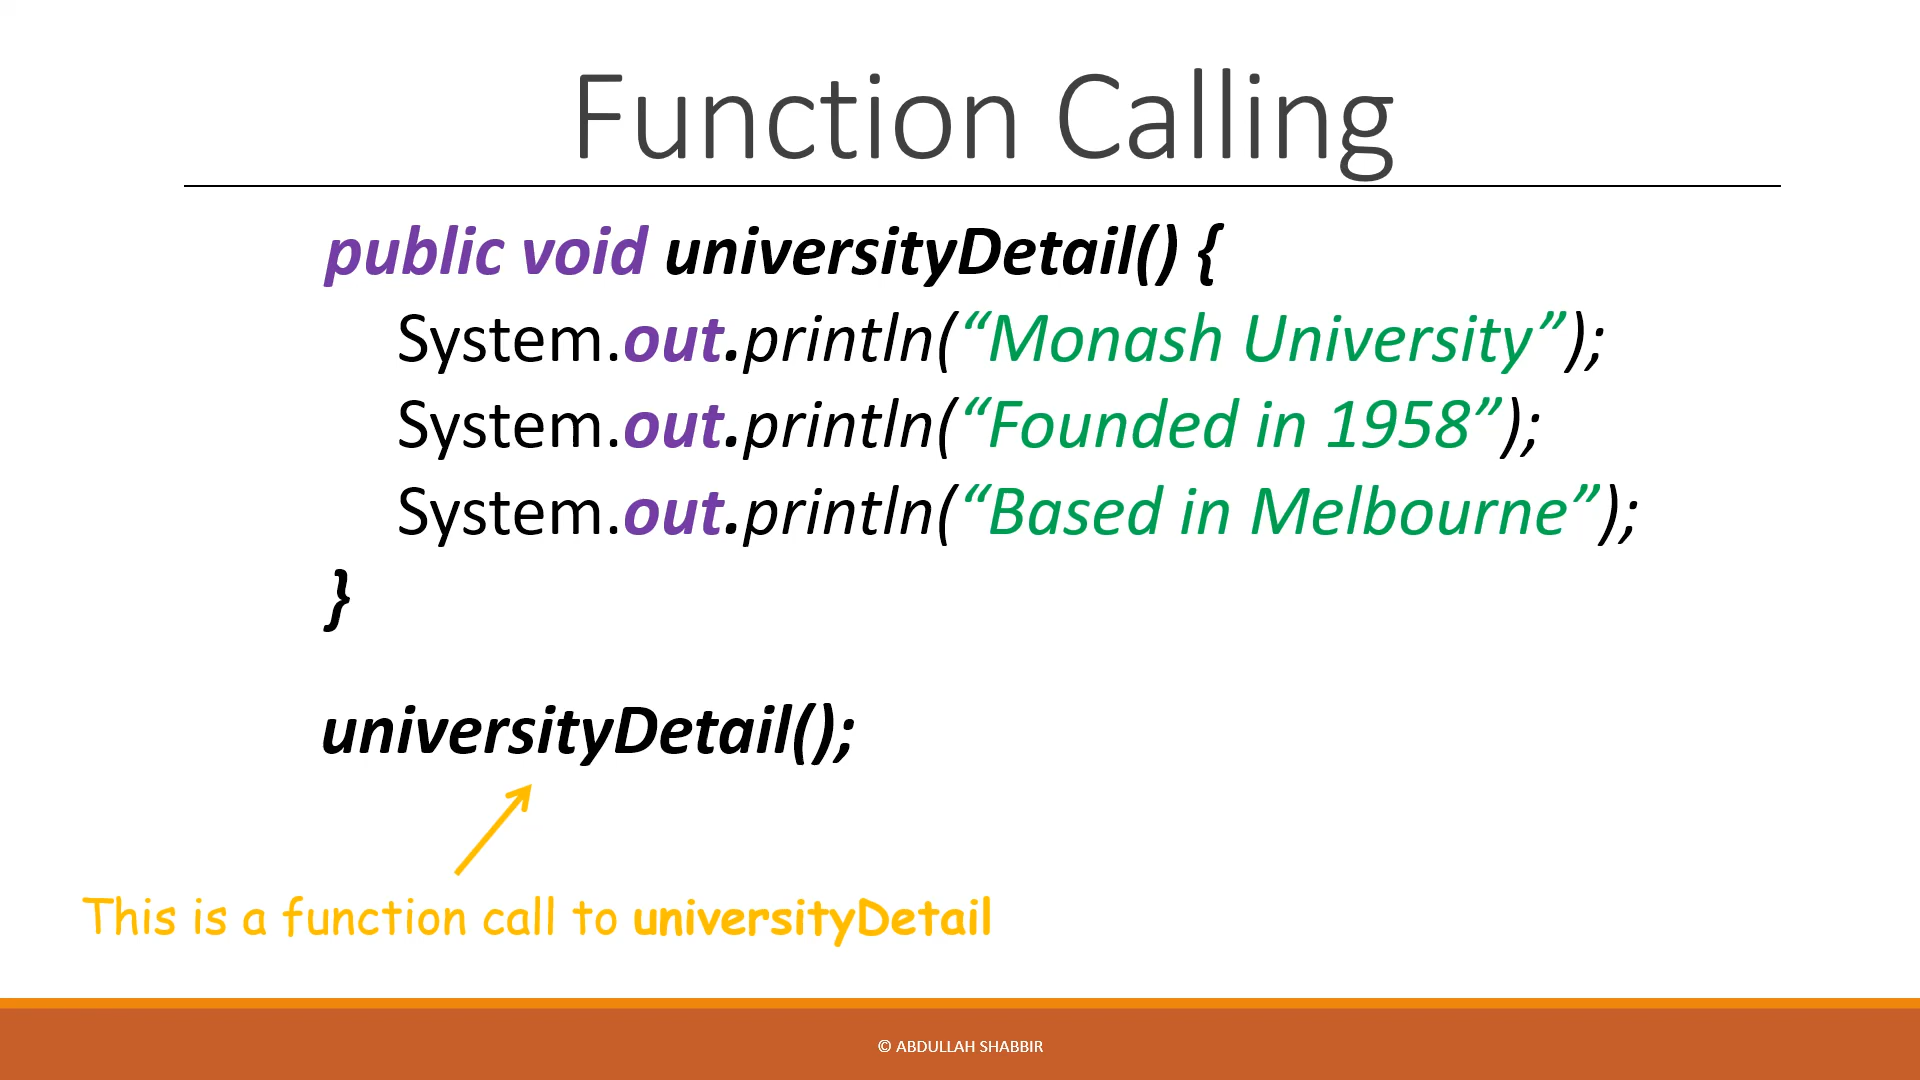 Function Calling
public void universityDetail() {
System.out.println(“Monash University”);
System.out.println(“Founded in 1958”);
System.out.println(“Based in Melbourne”);
}
universityDetail();
This is a function call to universityDetail
© ABDULLAH SHABBIR